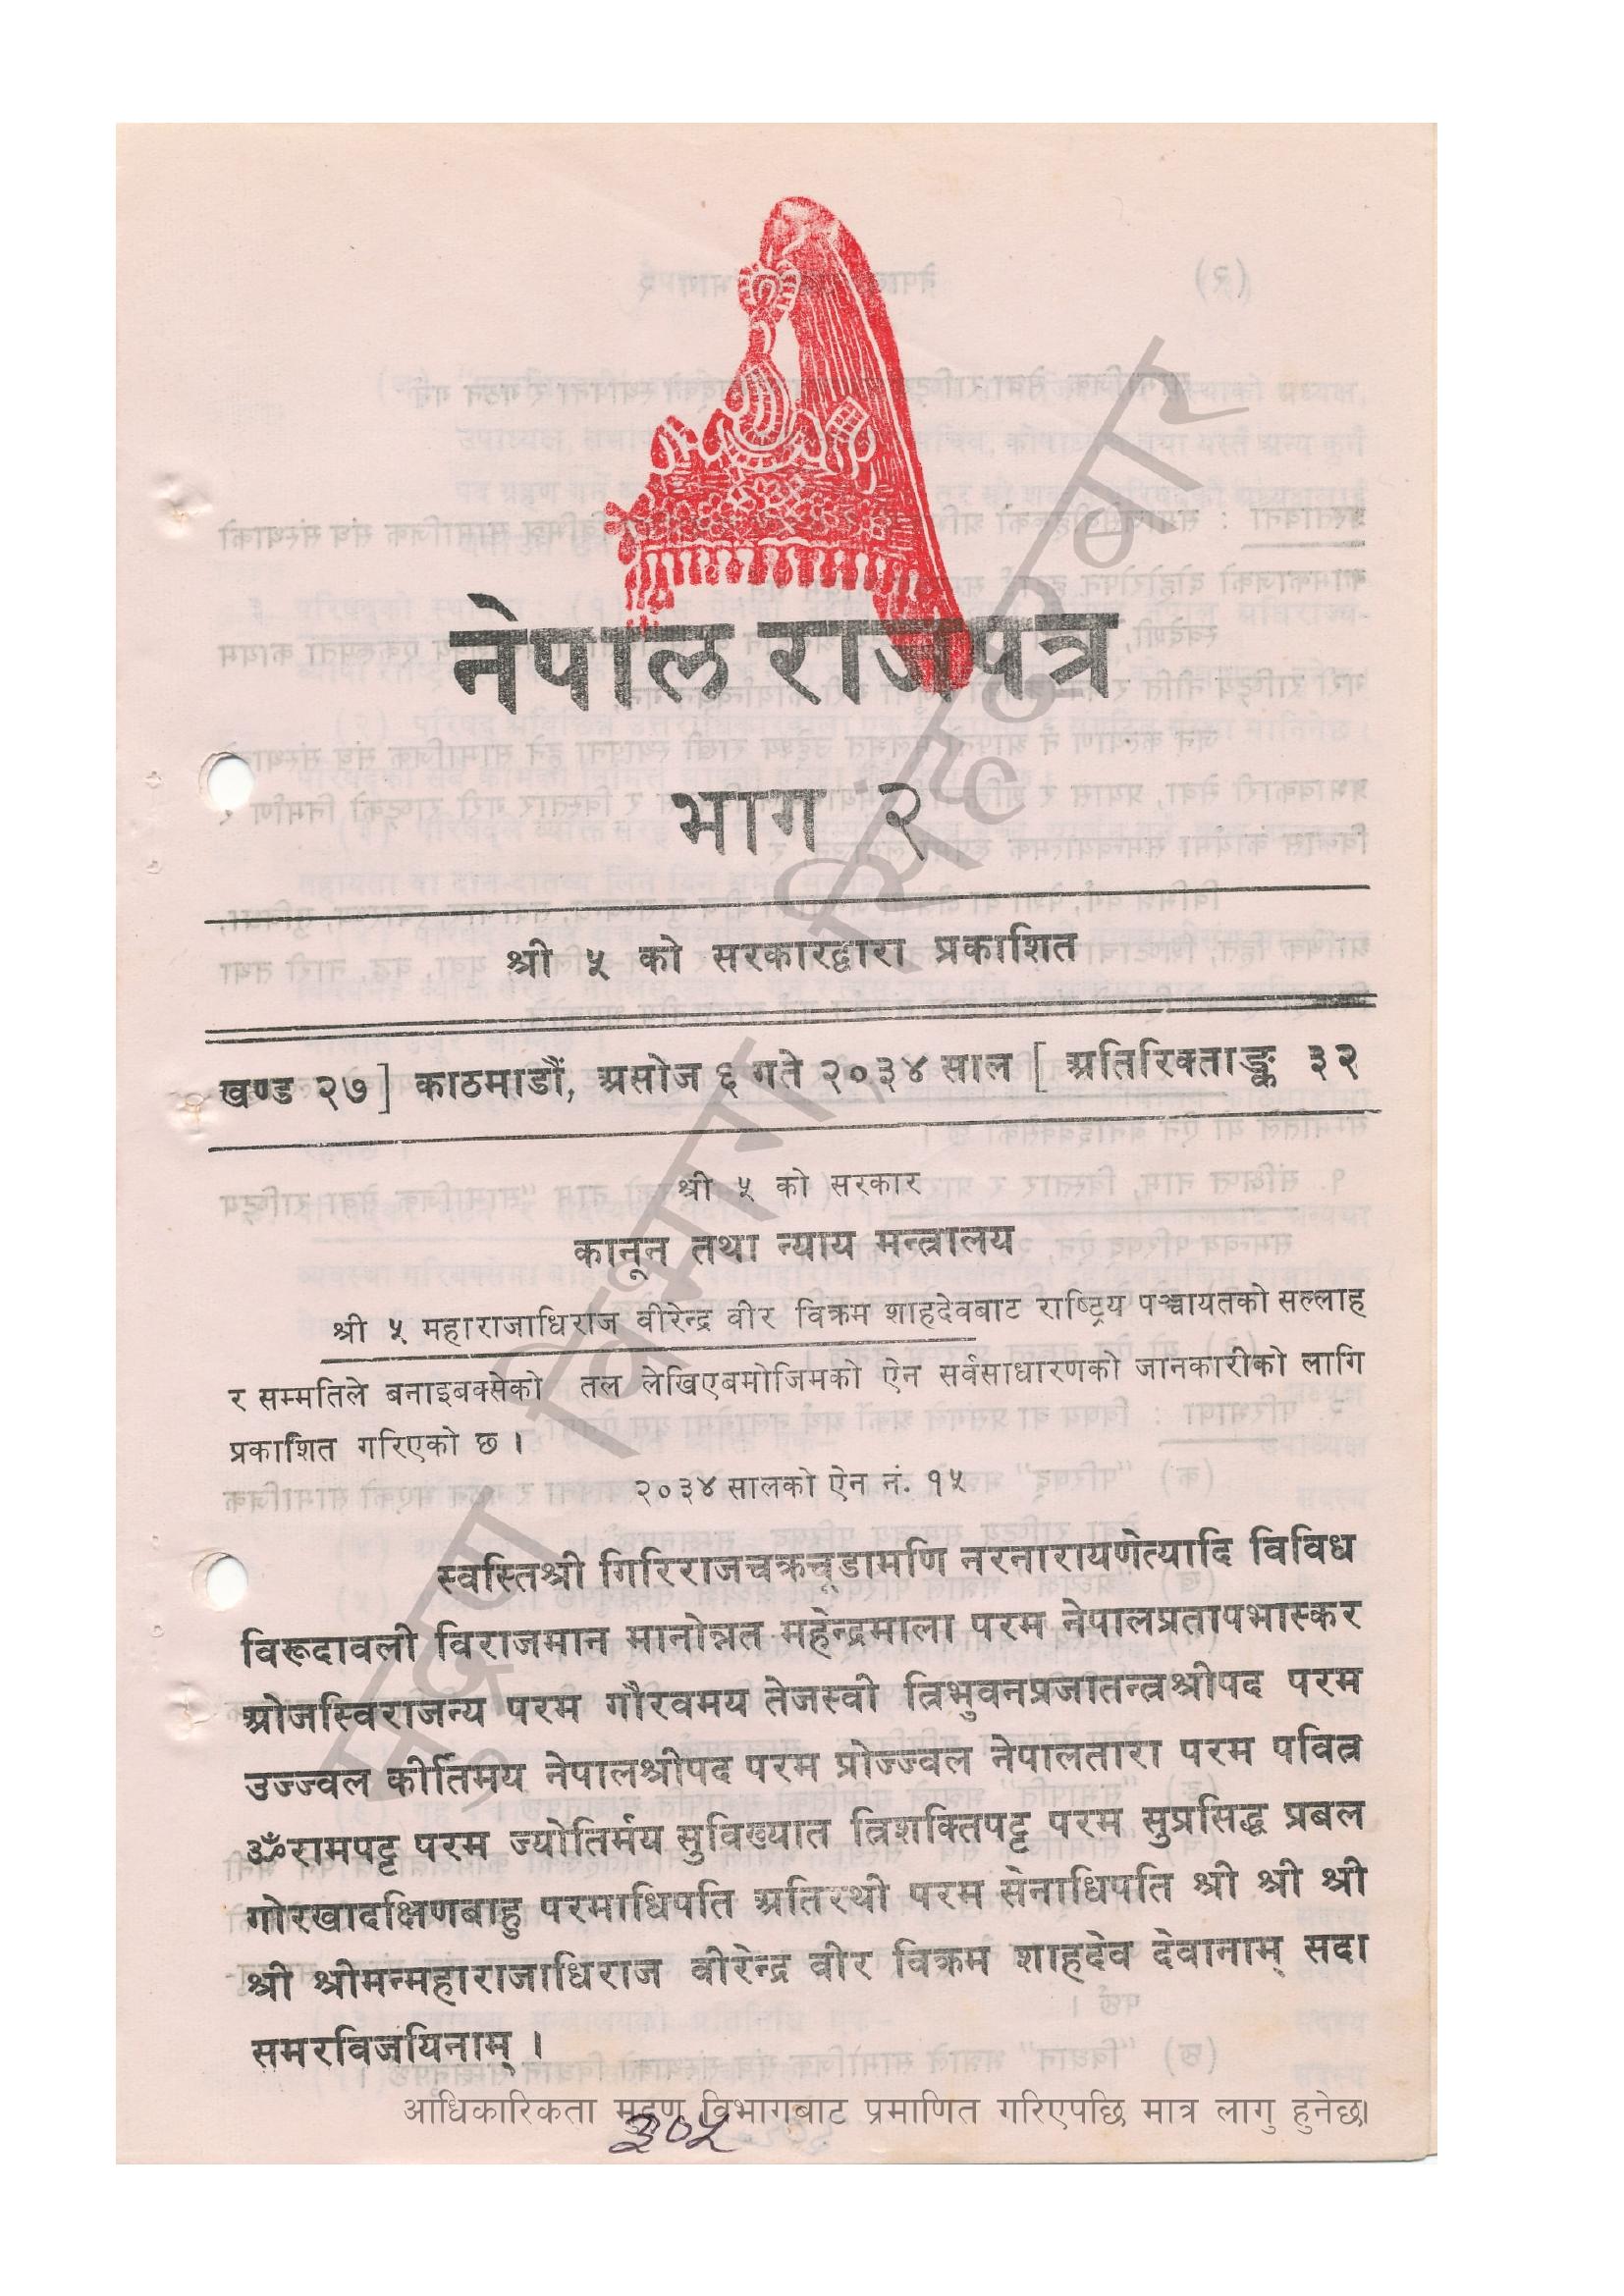 नेपाल राजपत्र
भाग २
श्री ५ को सरकारद्वारा प्रकाशित
खण्ड २७] काठमाडौं, असोज ६ गते २०३४ साल [ अतिरिक्ताङ्क ३२
श्री ५ को सरकार
कानून तथा न्याय मन्त्रालय
श्री ५ महाराजाधिराज वीरेन्द्र वीर विक्रम शाहदेवबाट राष्ट्रिय पञ्चायतको सल्लाह
र सम्मतिले बनाइबक्सेको तल लेखिएबमोजिमको ऐन सर्वसाधारणको जानकारीको लागि
प्रकाशित गरिएको छ ।
२०३४ सालको ऐन नं. १५
स्वस्तिश्री गिरिराजचक्रचूडामणि नरनारायणेत्यादि विविध
विरूदावली विराजमान मानोन्नत महेन्द्रमाला परम नेपालप्रतापभास्कर
ओजस्विराजन्य परम गौरवमय तेजस्वी त्रिभुवनप्रजातन्त्रश्रीपद परम
उज्ज्वल कीर्तिमय नेपालश्रीपद परम प्रोज्ज्वल नेपालतारा परम पवित्र
ॐरामपट्ट परम ज्योतिर्मय सुविख्यात त्रिशक्तिपट्ट परम सुप्रसिद्ध प्रबल
गोरखादक्षिणबाहु परमाधिपति अतिरथी परम सेनाधिपति श्री श्री श्री
श्री श्रीमन्महाराजाधिराज वीरेन्द्र वीर विक्रम शाहदेव देवानाम् सदा
समरविजयिनाम् ।
आधिकारिकता मुद्रण विभागबाट प्रमाणित गरिएपछि मात्र लागु हुनेछ।
३०५
मुद्रण विभाग, सिंहदरबार